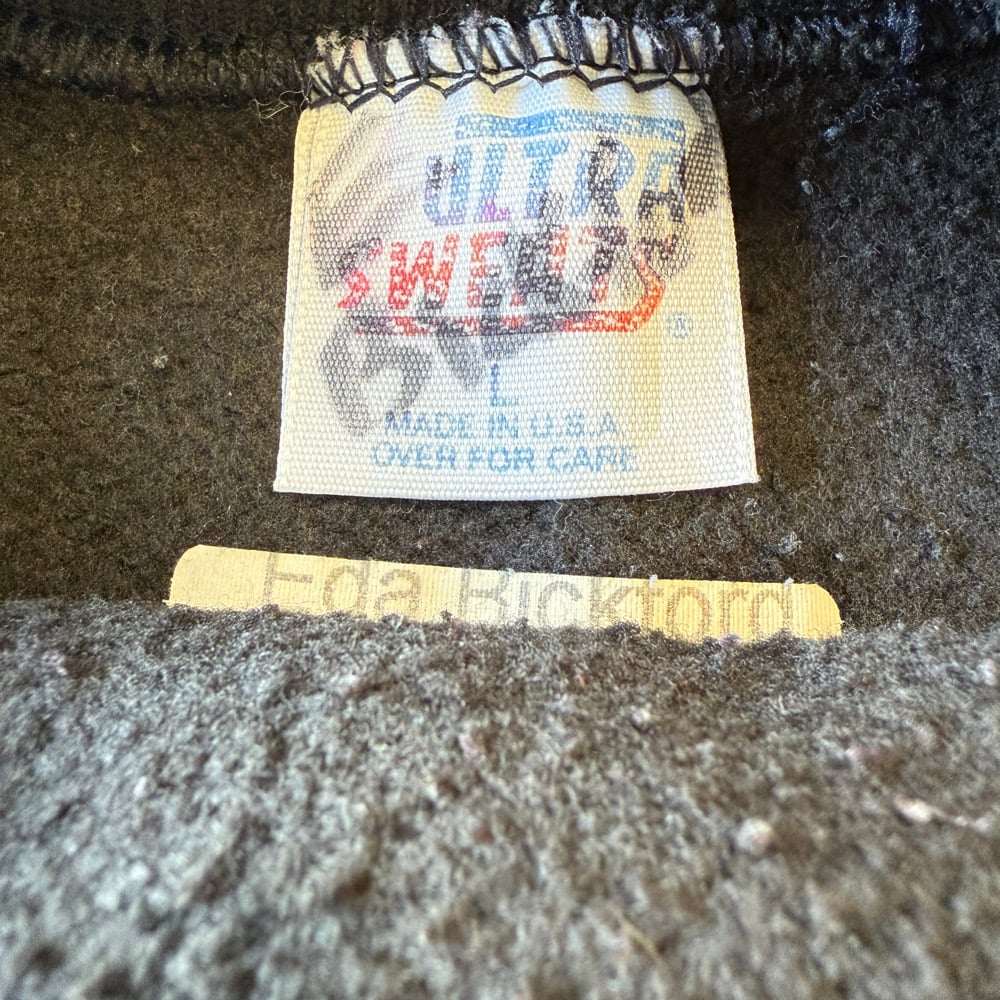 ULTRA
SWEATS
®
L
MADE IN U.S.A.
OVER FOR CARE
Eda Bickford